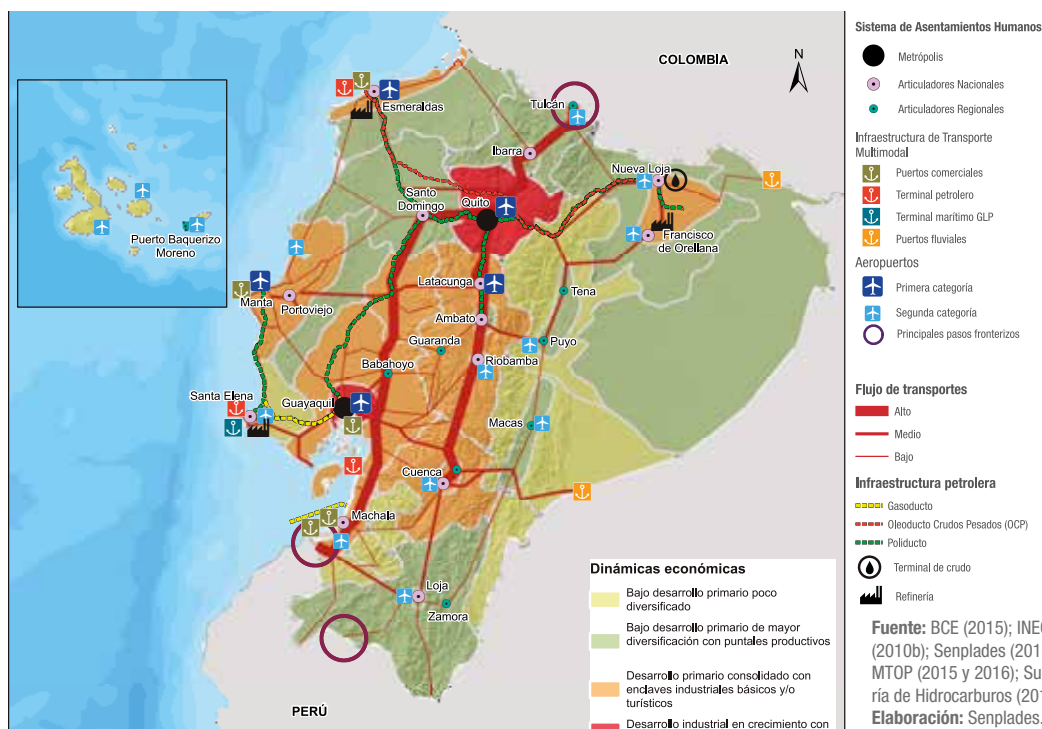 COLOMBIA
N
Esmeraldas
Tulcán
Ibarra
Nueva Loja
Santo
Domingo
Quito
Francisco
de Orellana
Puerto Baquerizo
Moreno
Latacunga
Tena
Manta
Portoviejo
Ambato
Guaranda
Puyo
Riobamba
Babahoyo
Santa Elena
Guayaquil
Macas
Cuenca
Machala
Loja
Zamora
PERÚ
Dinámicas económicas
Bajo desarrollo primario poco
diversificado
Bajo desarrollo primario de mayor
diversificación con puntales productivos
Desarrollo primario consolidado con
enclaves industriales básicos y/o
turísticos
Desarrollo industrial en crecimiento con
Sistema de Asentamientos Humanos
Metrópolis
Articuladores Nacionales
Articuladores Regionales
Infraestructura de Transporte
Multimodal
Puertos comerciales
Terminal petrolero
Terminal marítimo GLP
Puertos fluviales
Aeropuertos
Primera categoría
Segunda categoría
Principales pasos fronterizos
Flujo de transportes
Alto
Medio
Bajo
Infraestructura petrolera
Gasoducto
Oleoducto Crudos Pesados (OCP)
Poliducto
Terminal de crudo
Refinería
Fuente: BCE (2015); INE
(2010b); Senplades (201
MTOP (2015 y 2016); Su
ría de Hidrocarburos (201
Elaboración: Senplades.